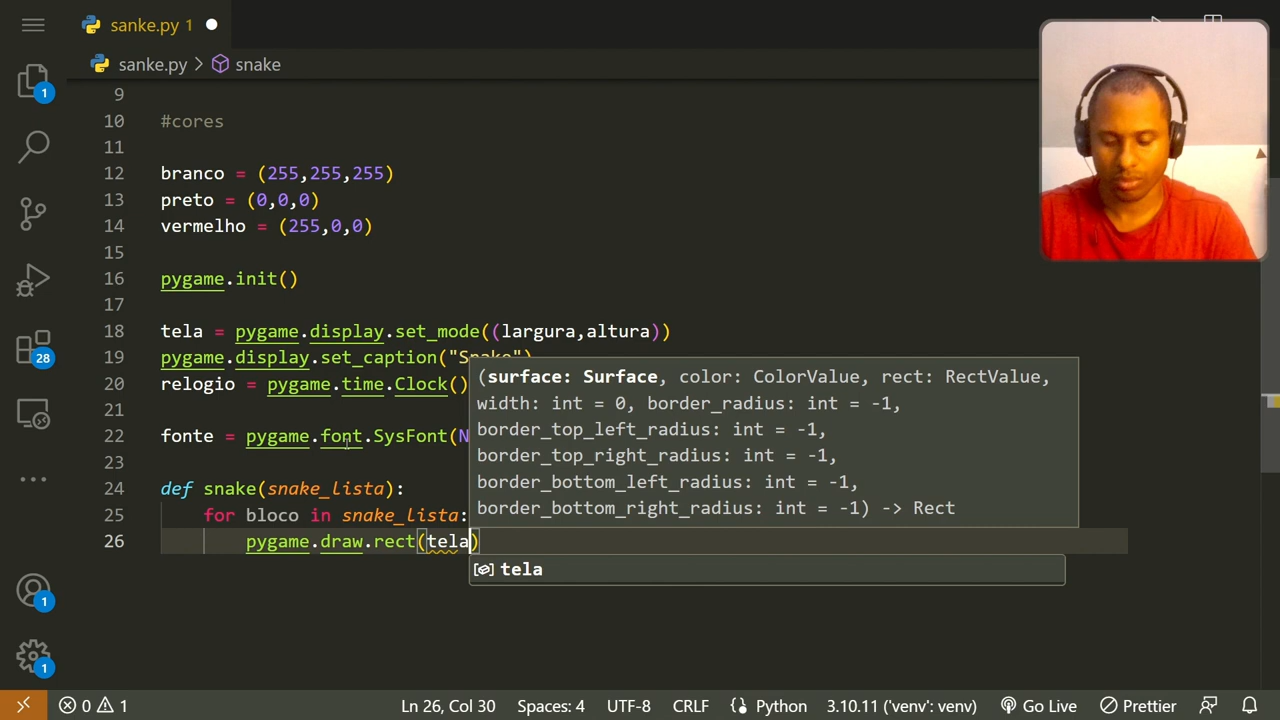 sanke.py 1
sanke.py > snake
9
10 #cores
11
12 branco = (255,255,255)
13 preto = (0,0,0)
14 vermelho = (255,0,0)
15
16 pygame.init()
17
18 tela = pygame.display.set_mode((largura,altura))
19 pygame.display.set_caption("Snake")
20 relogio = pygame.time.Clock()
21
22 fonte = pygame.font.SysFont(N
23
24 def snake(snake_lista):
25 for bloco in snake_lista:
26 pygame.draw.rect(tela)
(surface: Surface, color: ColorValue, rect: RectValue,
width: int = 0, border_radius: int = -1,
border_top_left_radius: int = -1,
border_top_right_radius: int = -1,
border_bottom_left_radius: int = -1,
border_bottom_right_radius: int = -1) -> Rect
tela
1
28
1
1
0 1 Ln 26, Col 30 Spaces: 4 UTF-8 CRLF Python 3.10.11 ('venv': venv) Go Live Prettier